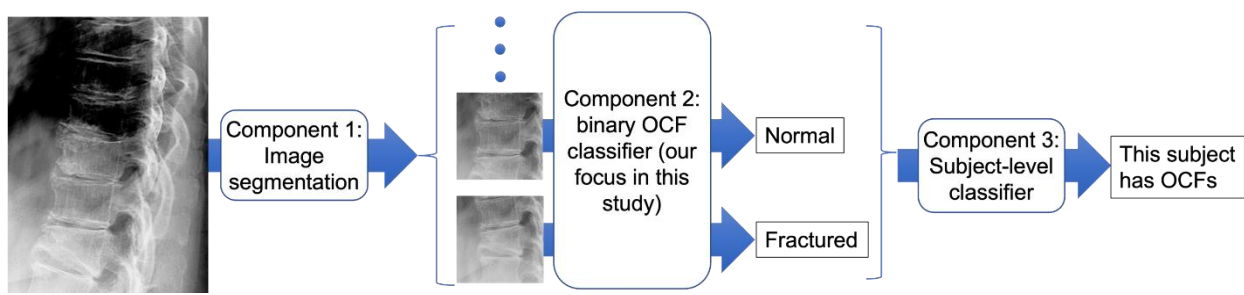 Component 1:
Image
segmentation
Component 2:
binary OCF
classifier (our
focus in this
study)
Normal
Fractured
Component 3:
Subject-level
classifier
This subject
has OCFs